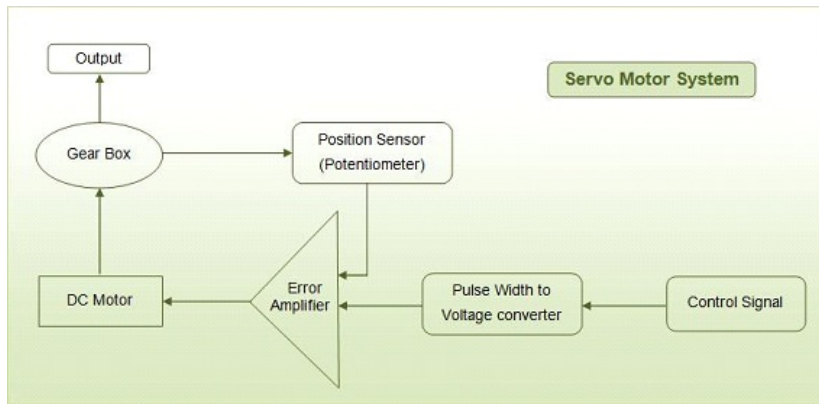 Output
Servo Motor System
Gear Box
Position Sensor
(Potentiometer)
DC Motor
Error
Amplifier
Pulse Width to
Voltage converter
Control Signal